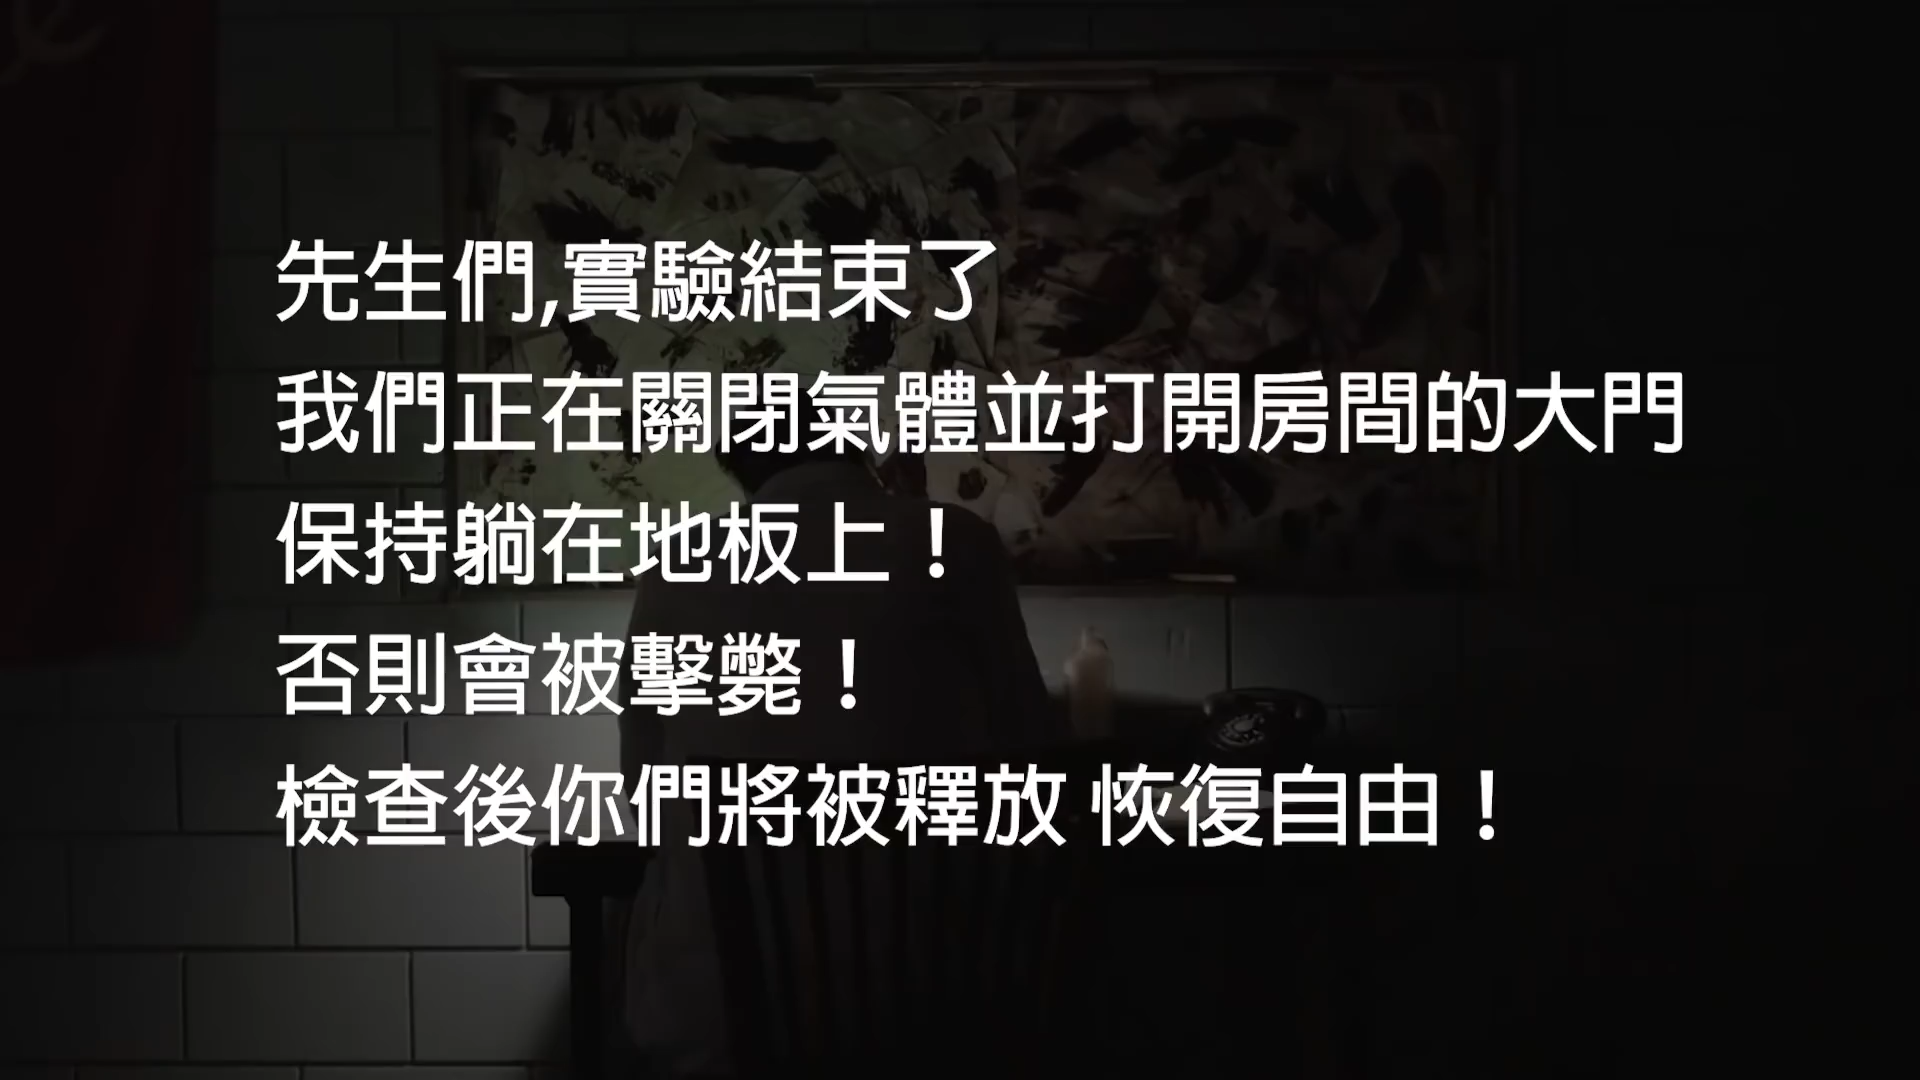 先生們,實驗結束了
我們正在關閉氣體並打開房間的大門
保持躺在地板上！
否則會被擊斃！
檢查後你們將被釋放 恢復自由！